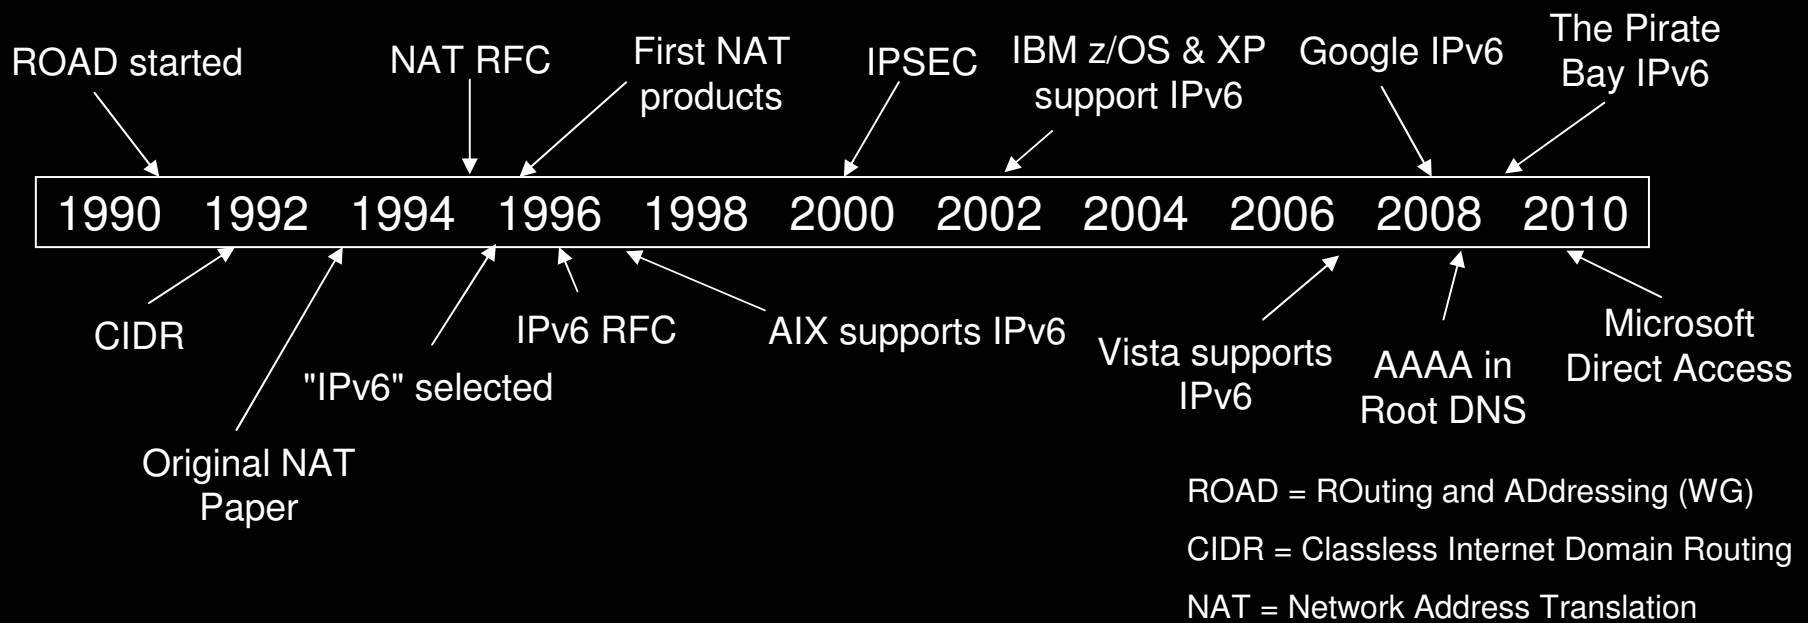 ROAD started
NAT RFC
First NAT
products
IPSEC
IBM z/OS & XP
support IPv6
Google IPv6
The Pirate
Bay IPv6
1990 1992 1994 1996 1998 2000 2002 2004 2006 2008 2010
CIDR
Original NAT
Paper
"IPv6" selected
IPv6 RFC
AIX supports IPv6
Vista supports
IPv6
AAAA in
Root DNS
Microsoft
Direct Access
ROAD = ROuting and ADdressing (WG)
CIDR = Classless Internet Domain Routing
NAT = Network Address Translation